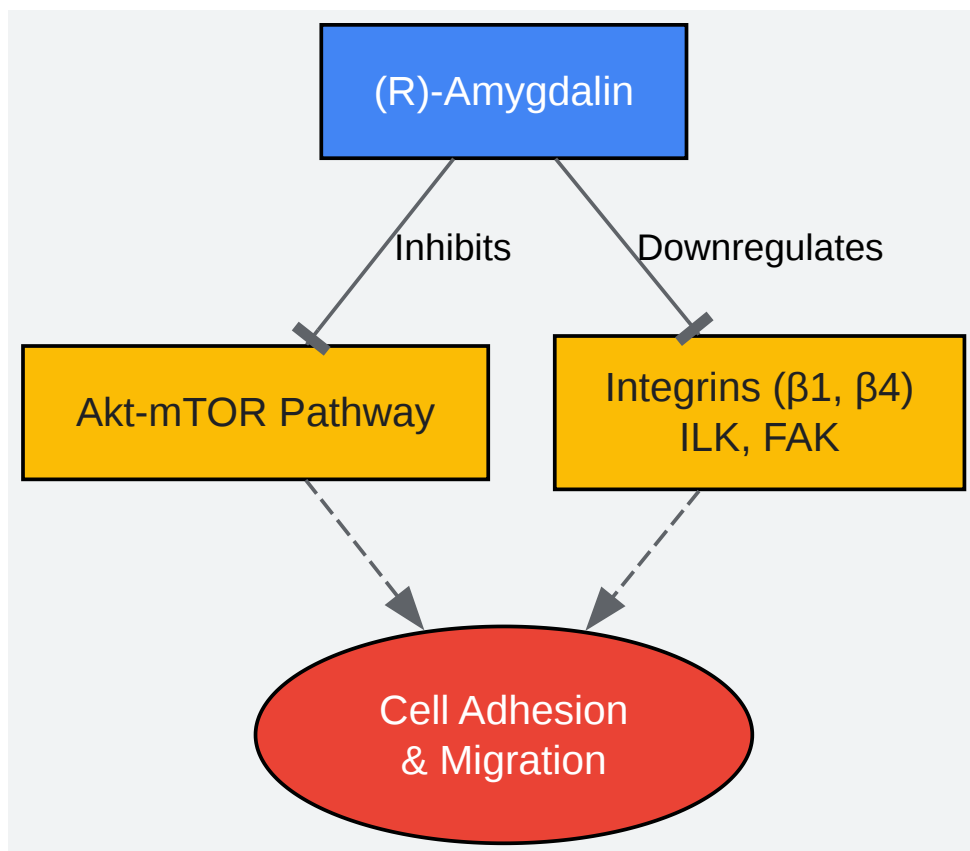 (R)-Amygdalin
Inhibits
Downregulates
Akt-mTOR Pathway
Integrins (β1, β4)
ILK, FAK
Cell Adhesion
& Migration